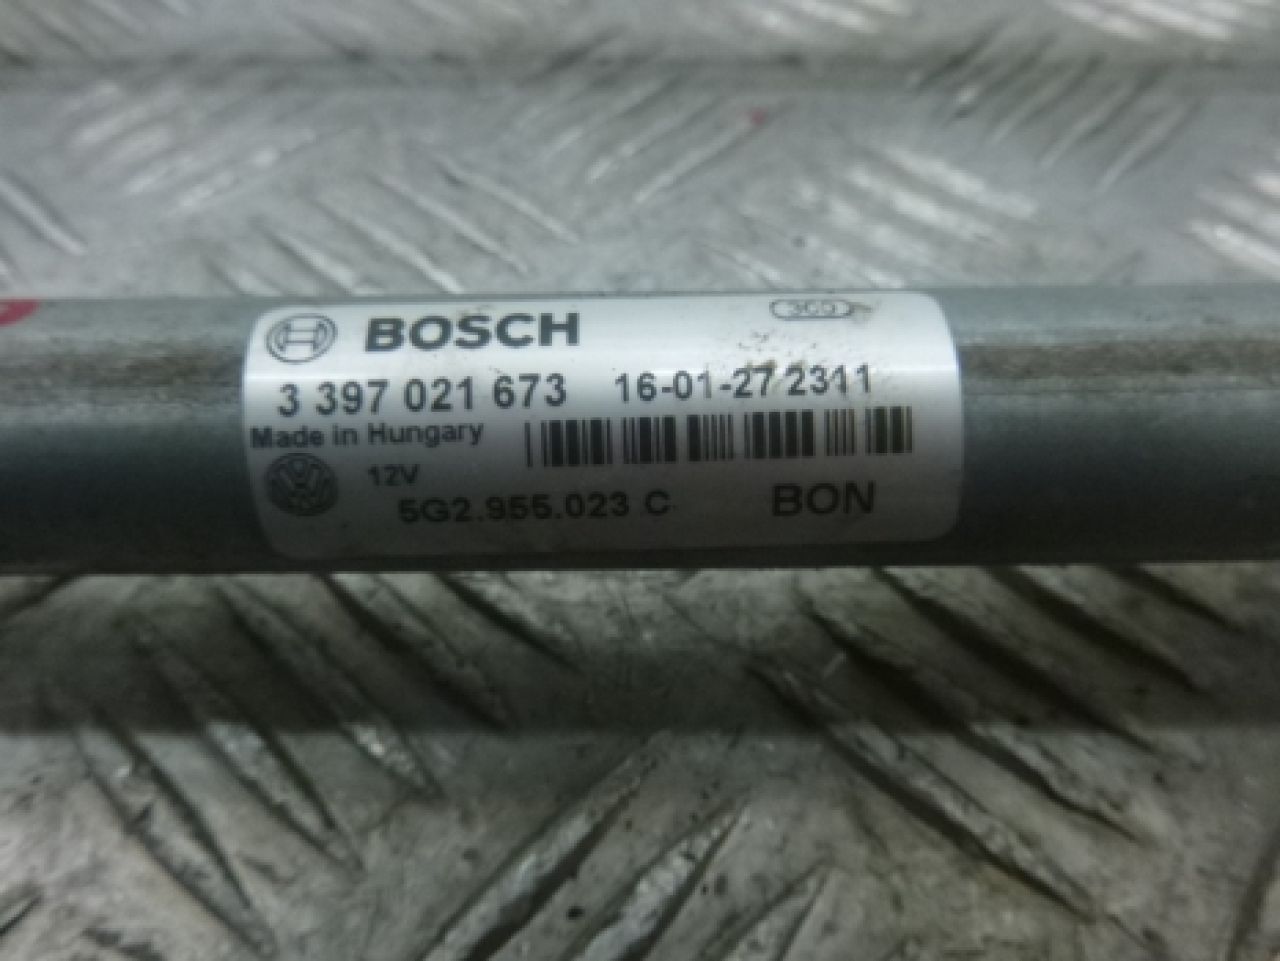 BOSCH
3 397 021 673 16-01-27 2311
Made in Hungary
12V
5G2.955.023 C BON